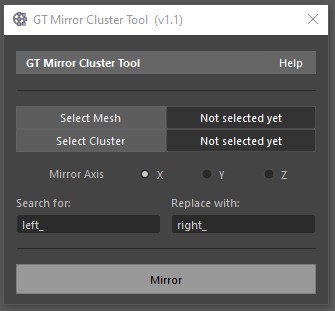 GT Mirror Cluster Tool (v1.1)
GT Mirror Cluster Tool Help
Select Mesh Not selected yet
Select Cluster Not selected yet
Mirror Axis X Y Z
Search for: Replace with:
left_ right_
Mirror